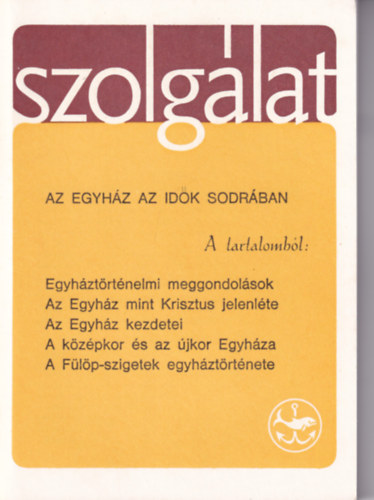 szolgálat
AZ EGYHÁZ AZ IDŐK SODRÁBAN
A tartalomból:
Egyháztörténelmi meggondolások
Az Egyház mint Krisztus jelenléte
Az Egyház kezdetei
A középkor és az újkor Egyháza
A Fülöp-szigetek egyháztörténete